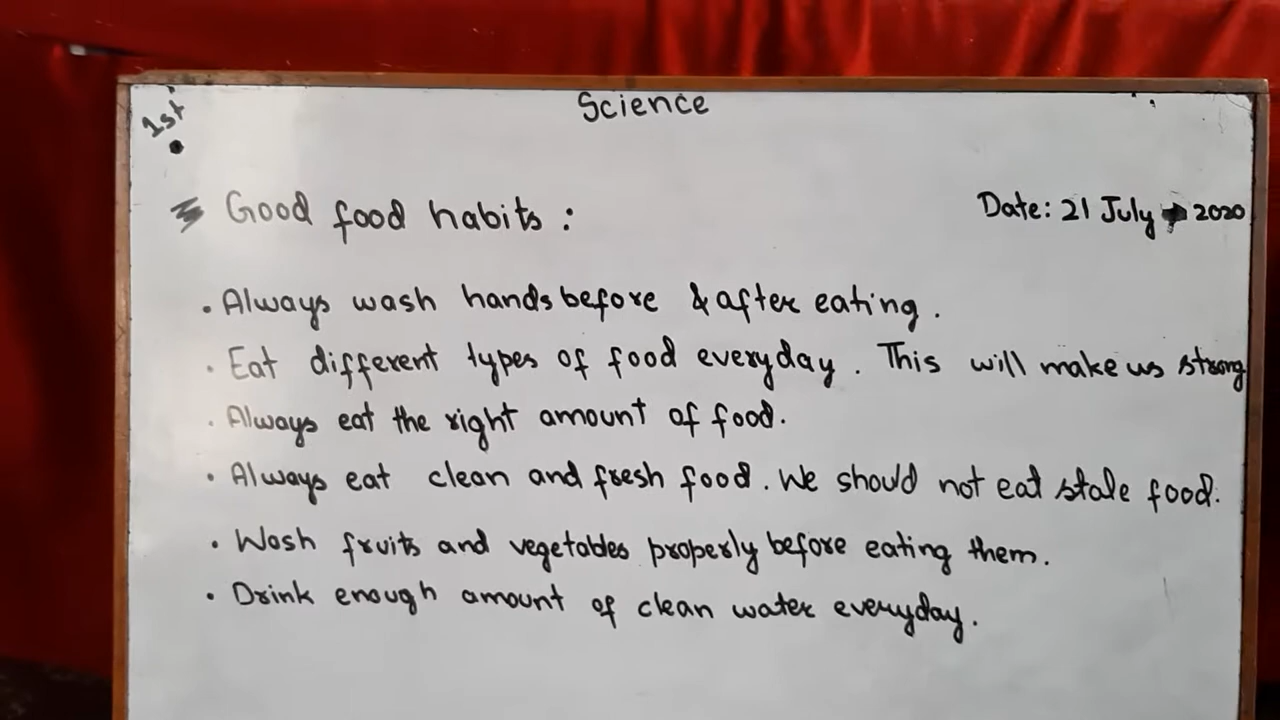 Science
1st
Good food habits :
Date: 21 July 2020
. Always wash hands before & after eating.
. Eat different types of food everyday. This will make us strong
. Always eat the right amount of food.
. Always eat clean and fresh food. We should not eat stale food.
. Wash fruits and vegetables properly before eating them.
. Drink enough amount of clean water everyday.